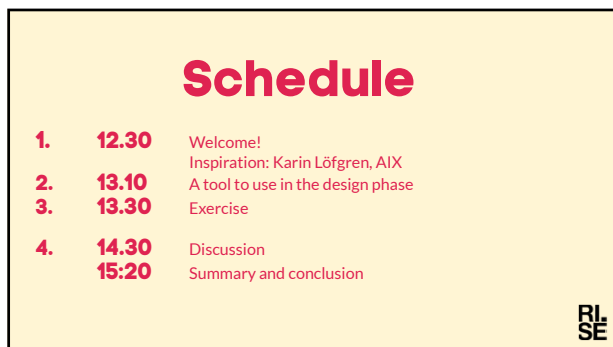 Schedule
1. 12.30 Welcome!
Inspiration: Karin Löfgren, AIX
2. 13.10 A tool to use in the design phase
3. 13.30 Exercise
4. 14.30 Discussion
15:20 Summary and conclusion
RI.
SE